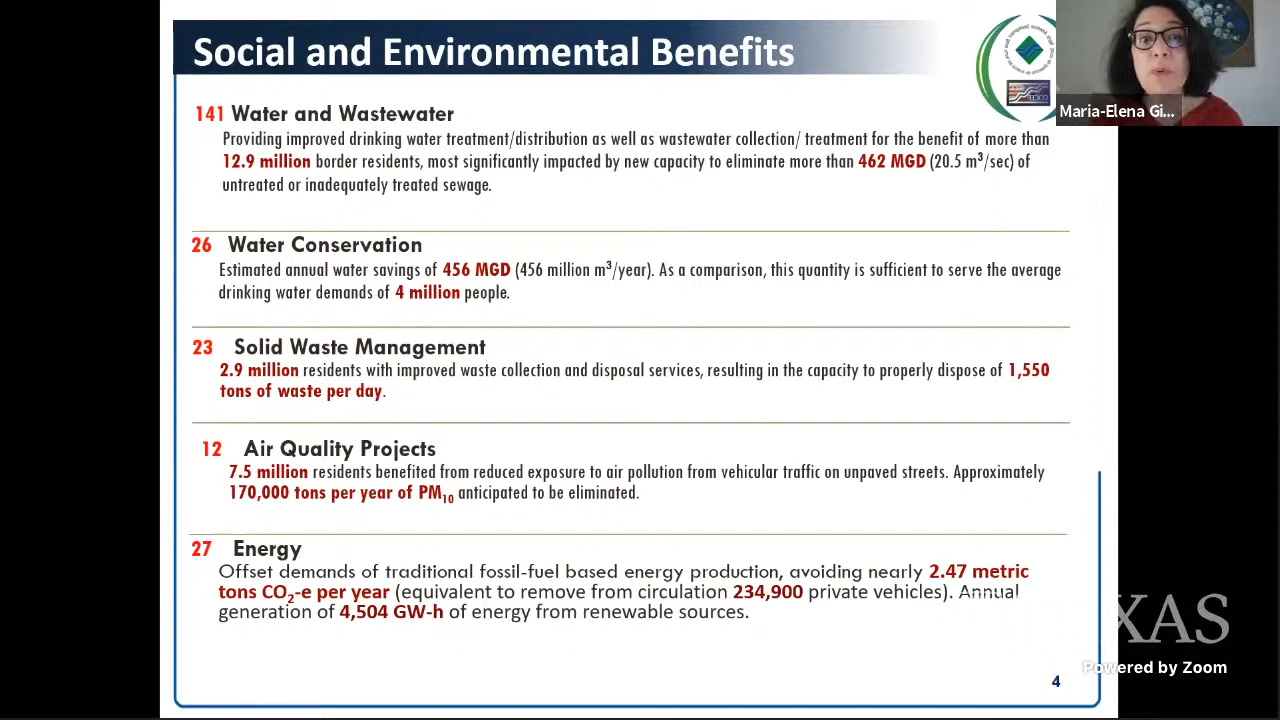 Social and Environmental Benefits
Maria-Elena Gi...
141 Water and Wastewater
Providing improved drinking water treatment/distribution as well as wastewater collection/ treatment for the benefit of more than
12.9 million border residents, most significantly impacted by new capacity to eliminate more than 462 MGD (20.5 m³/sec) of
untreated or inadequately treated sewage.
26 Water Conservation
Estimated annual water savings of 456 MGD (456 million m³/year). As a comparison, this quantity is sufficient to serve the average
drinking water demands of 4 million people.
23 Solid Waste Management
2.9 million residents with improved waste collection and disposal services, resulting in the capacity to properly dispose of 1,550
tons of waste per day.
12 Air Quality Projects
7.5 million residents benefited from reduced exposure to air pollution from vehicular traffic on unpaved streets. Approximately
170,000 tons per year of PM₁₀ anticipated to be eliminated.
27 Energy
Offset demands of traditional fossil-fuel based energy production, avoiding nearly 2.47 metric
tons CO₂-e per year (equivalent to remove from circulation 234,900 private vehicles). Annual
generation of 4,504 GW-h of energy from renewable sources.
XAS
Powered by Zoom
4